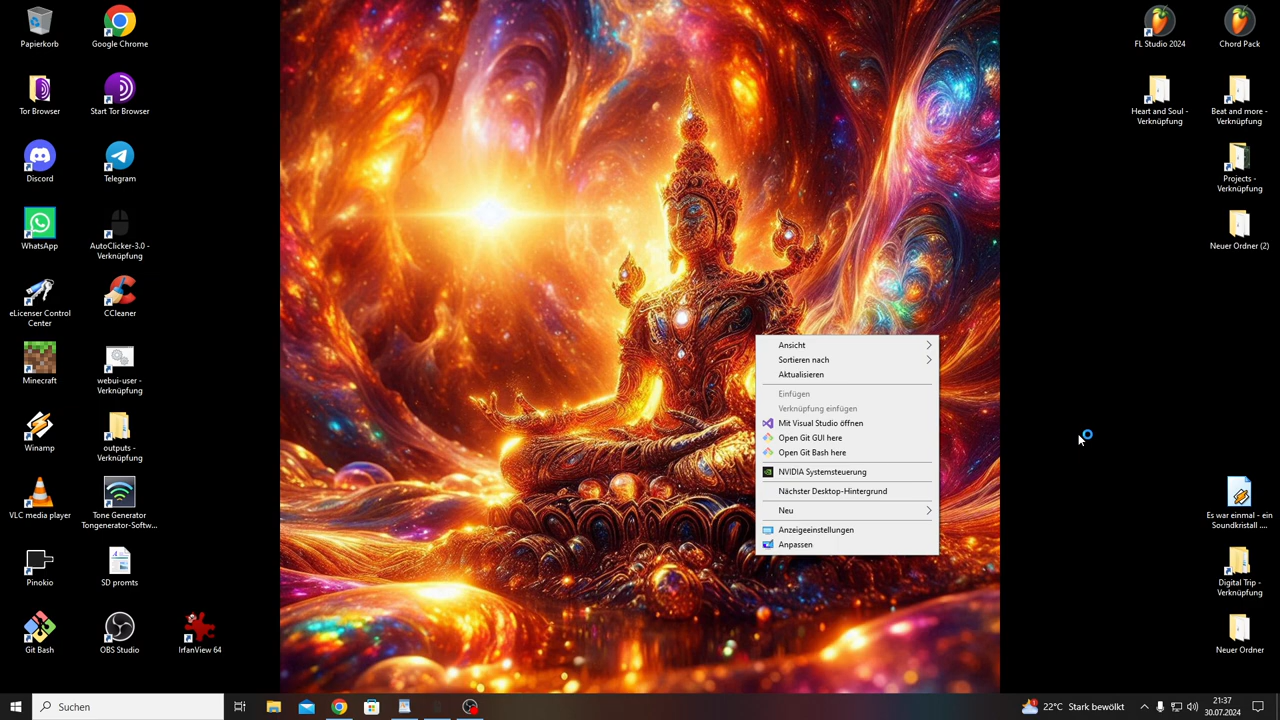 Papierkorb
Google Chrome
FL Studio 2024
Chord Pack
Tor Browser
Start Tor Browser
Heart and Soul -
Verknüpfung
Beat and more -
Verknüpfung
Discord
Telegram
Projects -
Verknüpfung
WhatsApp
AutoClicker-3.0 -
Verknüpfung
Neuer Ordner (2)
eLicenser Control
Center
CCleaner
Minecraft
webui-user -
Verknüpfung
Winamp
outputs -
Verknüpfung
VLC media player
Tone Generator
Tongenerator-Softw...
Es war einmal - ein
Soundkristall ....
Pinokio
SD promts
Digital Trip -
Verknüpfung
Git Bash
OBS Studio
IrfanView 64
Neuer Ordner
Ansicht
Sortieren nach
Aktualisieren
Einfügen
Verknüpfung einfügen
Mit Visual Studio öffnen
Open Git GUI here
Open Git Bash here
NVIDIA Systemsteuerung
Nächster Desktop-Hintergrund
Neu
Anzeigeeinstellungen
Anpassen
Suchen
22°C Stark bewölkt
21:37
30.07.2024